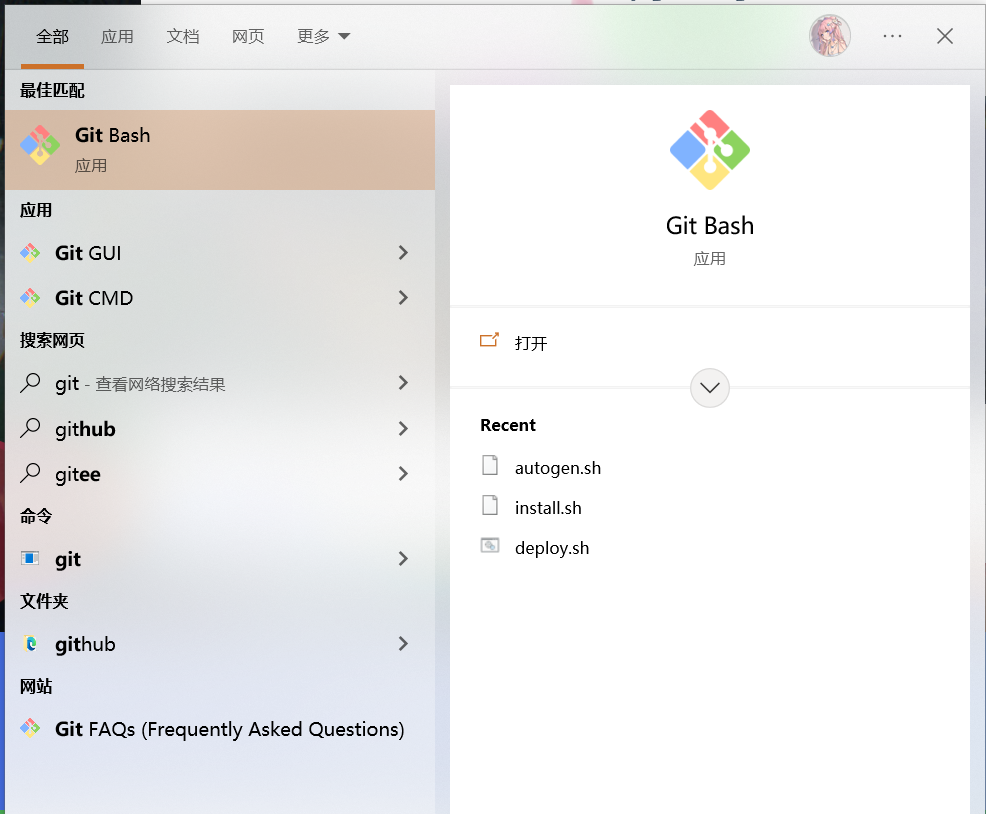 全部 应用 文档 网页 更多
最佳匹配
Git Bash
应用
应用
Git GUI
Git CMD
搜索网页
git - 查看网络搜索结果
github
gitee
命令
git
文件夹
github
网站
Git FAQs (Frequently Asked Questions)
Git Bash
应用
打开
Recent
autogen.sh
install.sh
deploy.sh